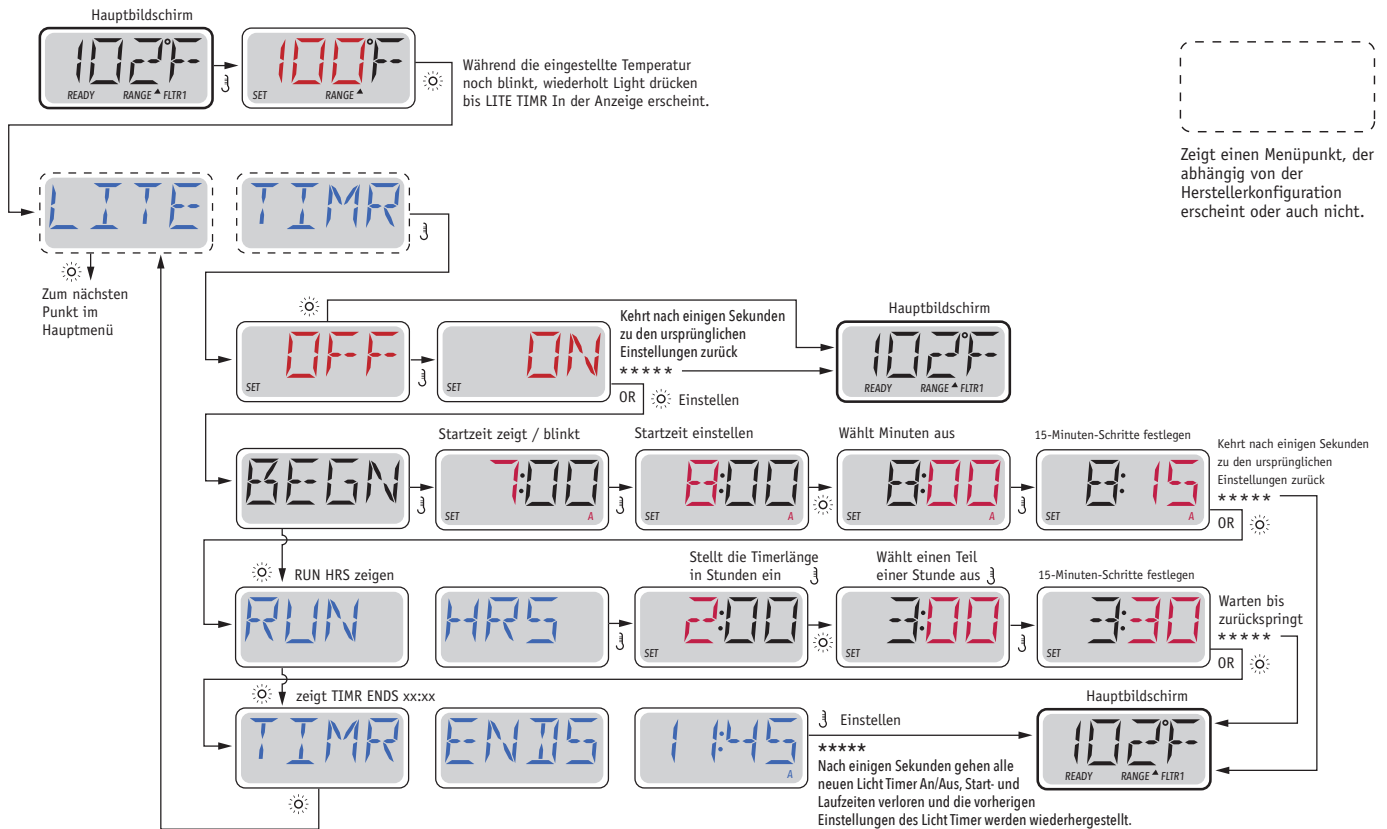 Hauptbildschirm
102°F
READY RANGE FLTR1
100°F
SET RANGE
Während die eingestellte Temperatur
noch blinkt, wiederholt Light drücken
bis LITE TIMR In der Anzeige erscheint.
Zeigt einen Menüpunkt, der
abhängig von der
Herstellerkonfiguration
erscheint oder auch nicht.
LITE
TIMR
Zum nächsten
Punkt im
Hauptmenü
OFF
SET
ON
SET
Kehrt nach einigen Sekunden
zu den ursprünglichen
Einstellungen zurück
*****
OR Einstellen
Hauptbildschirm
102°F
READY RANGE FLTR1
BEGN
Startzeit zeigt / blinkt
7:00
SET A
Startzeit einstellen
8:00
SET A
Wählt Minuten aus
8:00
SET A
15-Minuten-Schritte festlegen
8:15
SET A
Kehrt nach einigen Sekunden
zu den ursprünglichen
Einstellungen zurück
*****
OR
RUN HRS zeigen
RUN
HRS
Stellt die Timerlänge
in Stunden ein
2:00
SET
Wählt einen Teil
einer Stunde aus
3:00
SET
15-Minuten-Schritte festlegen
3:30
SET
Warten bis
zurückspringt
*****
OR
zeigt TIMR ENDS xx:xx
TIMR
ENDS
11:45
A
Einstellen
*****
Nach einigen Sekunden gehen alle
neuen Licht Timer An/Aus, Start- und
Laufzeiten verloren und die vorherigen
Einstellungen des Licht Timer werden wiederhergestellt.
Hauptbildschirm
102°F
READY RANGE FLTR1